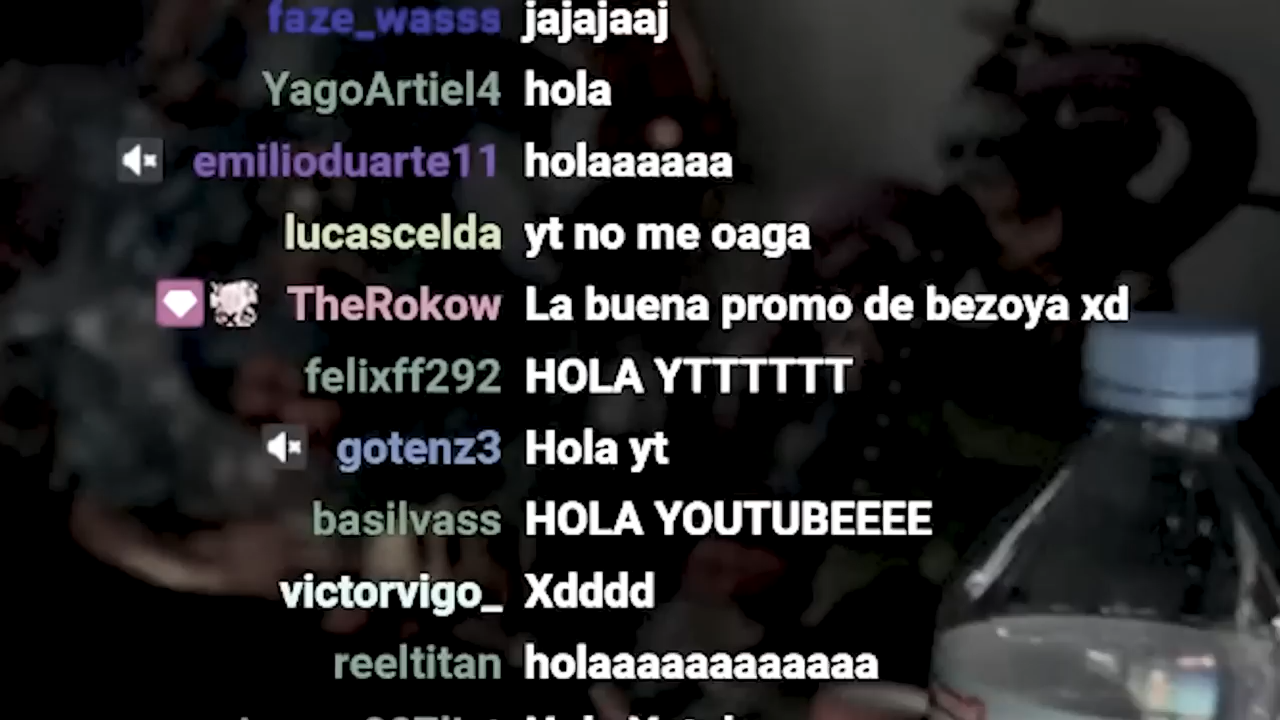 faze_wasss jajajaaj
YagoArtiel4 hola
emilioduarte11 holaaaaaa
lucascelda yt no me oaga
TheRokow La buena promo de bezoya xd
felixff292 HOLA YTTTTTT
gotenz3 Hola yt
basilvass HOLA YOUTUBEEEE
victorvigo_ Xdddd
reeltitan holaaaaaaaaaaaa